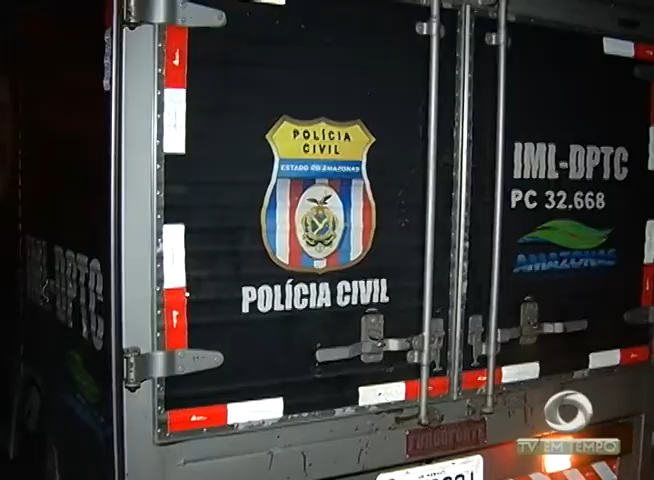 POLÍCIA
CIVIL
ESTADO DO AMAZONAS
POLÍCIA CIVIL
IML-DPTC
PC 32.668
AMAZONAS
IML-DPTC
TV EM TEMPO